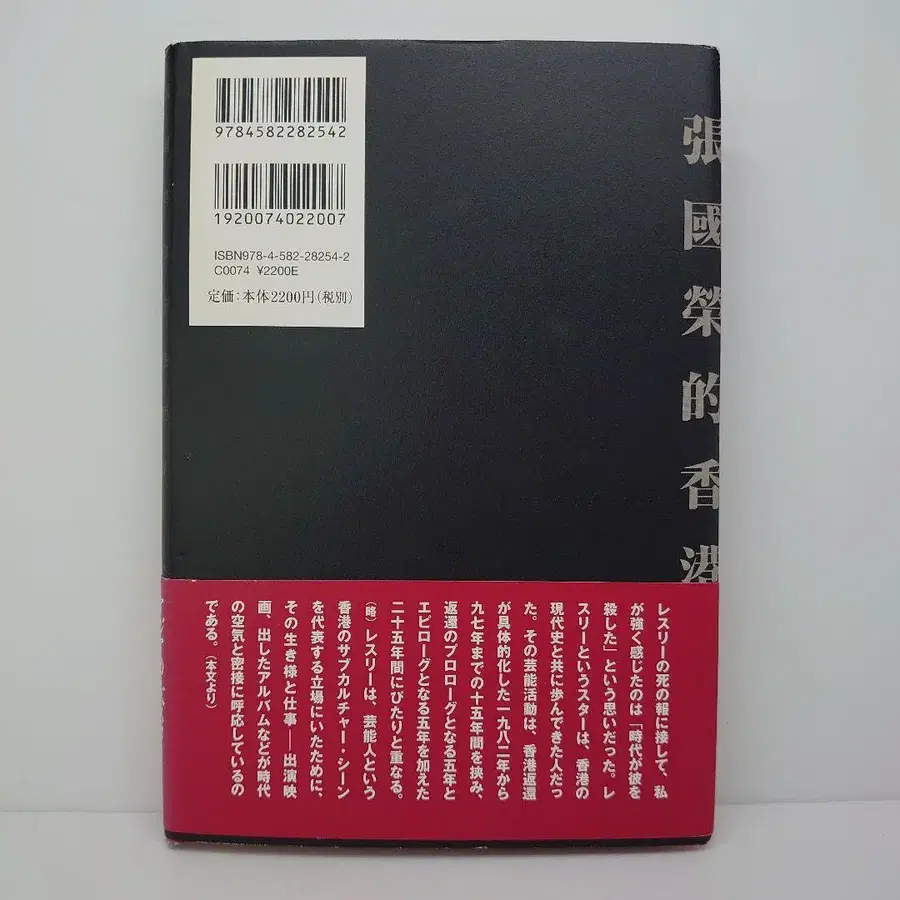 9784582282542
1920074022007
ISBN978-4-582-28254-2
C0074 ¥2200E
定価：本体2200円（税別）
張國榮的香港
レスリーの死の報に接して、私
が強く感じたのは「時代が彼を
殺した」という思いだった。レ
スリーというスターは、香港の
現代史と共に歩んできた人だっ
た。その芸能活動は、香港返還
が具体的化した一九八二年から
九七年までの十五年間を挟み、
返還のプロローグとなる五年と
エピローグとなる五年を加えた
二十五年間にぴたりと重なる。
（略）レスリーは、芸能人という
香港のサブカルチャー・シーン
を代表する立場にいたために、
その生き様と仕事――出演映
画、出したアルバムなどが時代
の空気と密接に呼応しているの
である。（本文より）